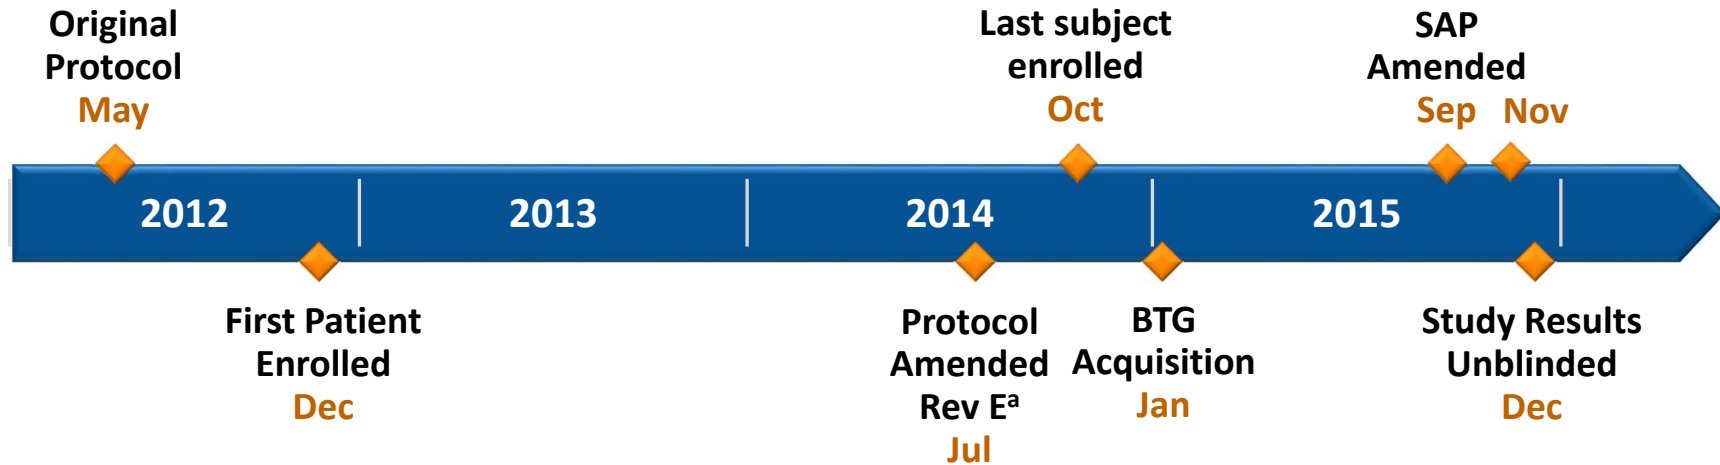 Original
Protocol
May
Last subject
enrolled
Oct
SAP
Amended
Sep Nov
2012 2013 2014 2015
First Patient
Enrolled
Dec
Protocol
Amended
Rev Eᵃ
Jul
BTG
Acquisition
Jan
Study Results
Unblinded
Dec